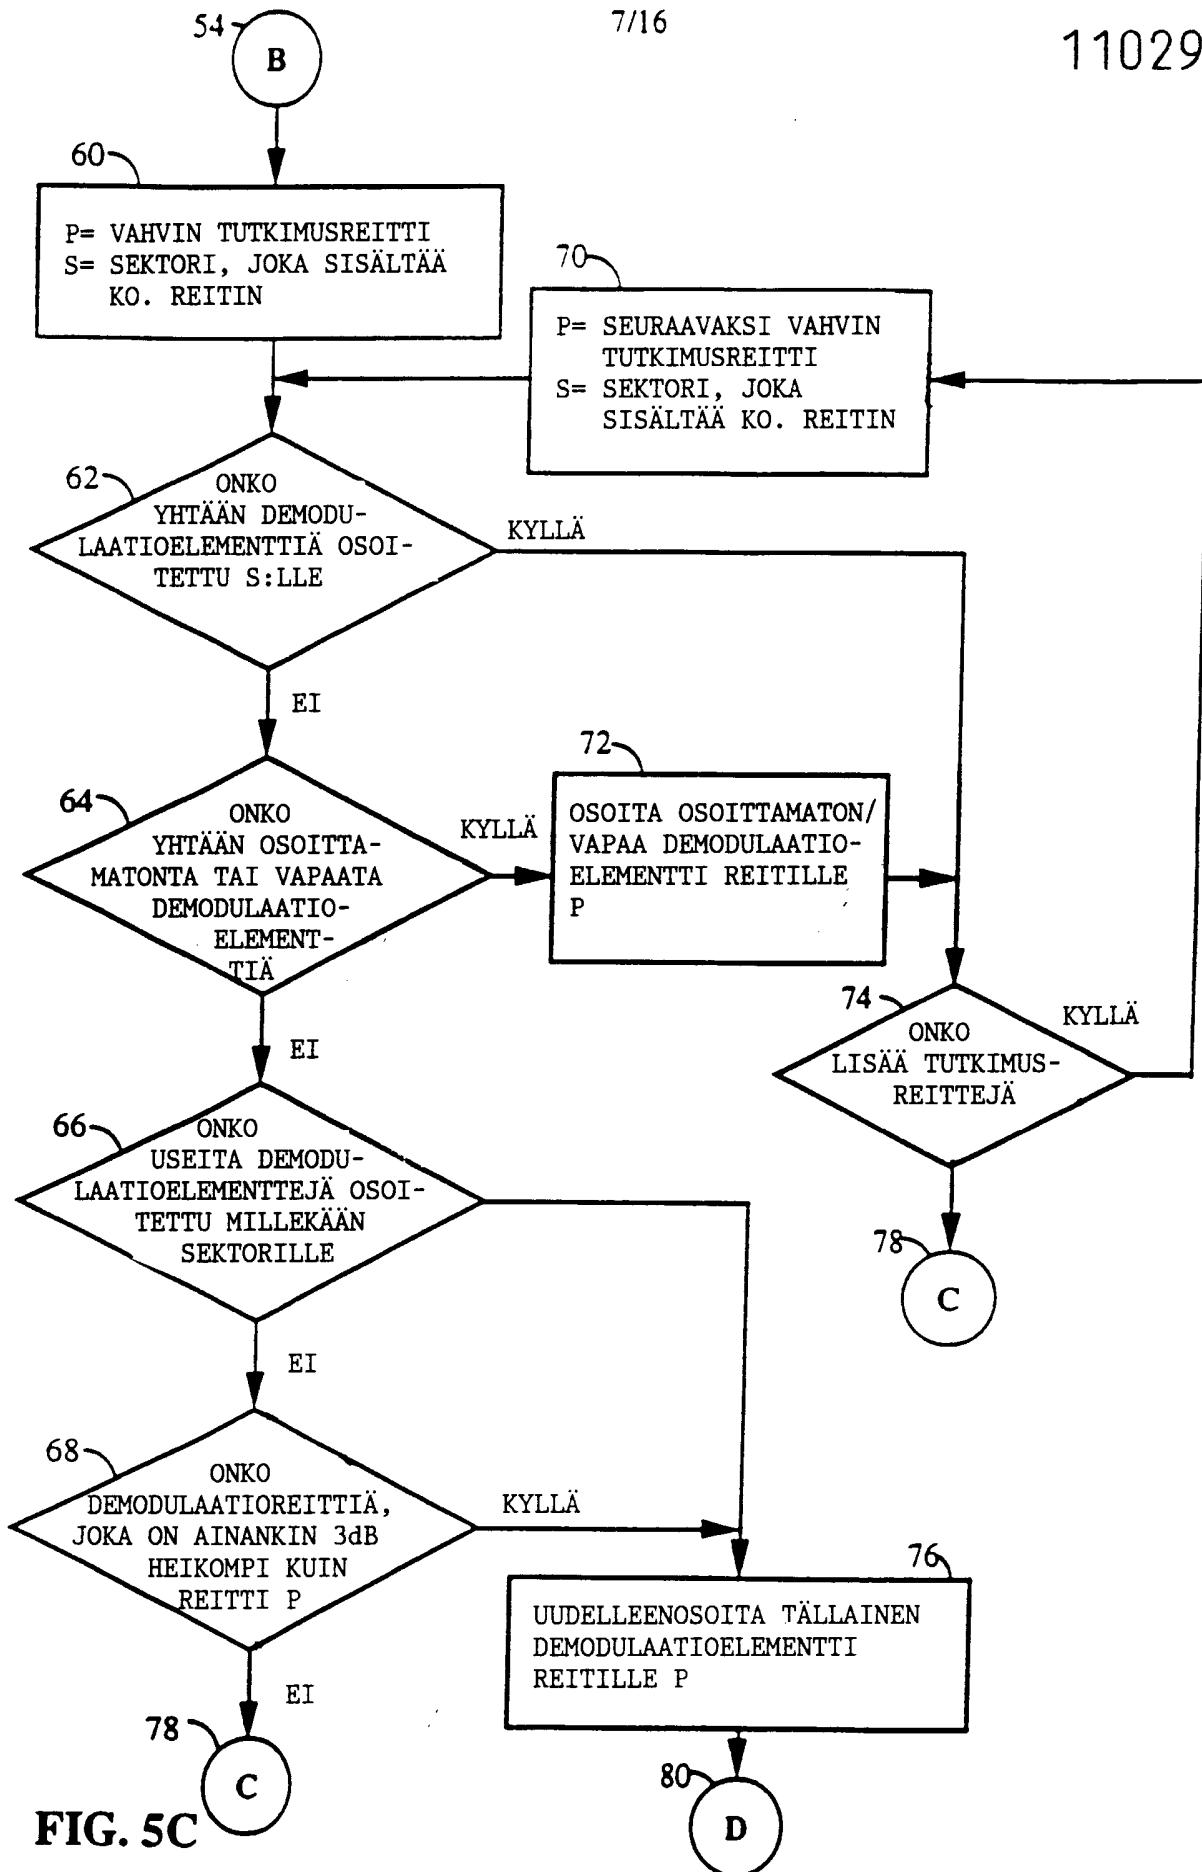 7/16
11029
54
B
60
P= VAHVIN TUTKIMUSREITTI
S= SEKTORI, JOKA SISÄLTÄÄ
KO. REITIN
70
P= SEURAAVAKSI VAHVIN
TUTKIMUSREITTI
S= SEKTORI, JOKA
SISÄLTÄÄ KO. REITIN
62
ONKO
YHTÄÄN DEMODU-
LAATIOELEMENTTIÄ OSOI-
TETTU S:LLE
KYLLÄ
EI
64
ONKO
YHTÄÄN OSOITTA-
MATONTA TAI VAPAATA
DEMODULAATIO-
ELEMENT-
TIÄ
KYLLÄ
72
OSOITA OSOITTAMATON/
VAPAA DEMODULAATIO-
ELEMENTTI REITILLE
P
EI
74
ONKO
LISÄÄ TUTKIMUS-
REITTEJÄ
KYLLÄ
78
C
66
ONKO
USEITA DEMODU-
LAATIOELEMENTTEJÄ OSOI-
TETTU MILLEKÄÄN
SEKTORILLE
EI
68
ONKO
DEMODULAATIOREITTIÄ,
JOKA ON AINANKIN 3dB
HEIKOMPI KUIN
REITTI P
KYLLÄ
EI
76
UUDELLEENOSOITA TÄLLAINEN
DEMODULAATIOELEMENTTI
REITILLE P
78
C
80
D
FIG. 5C